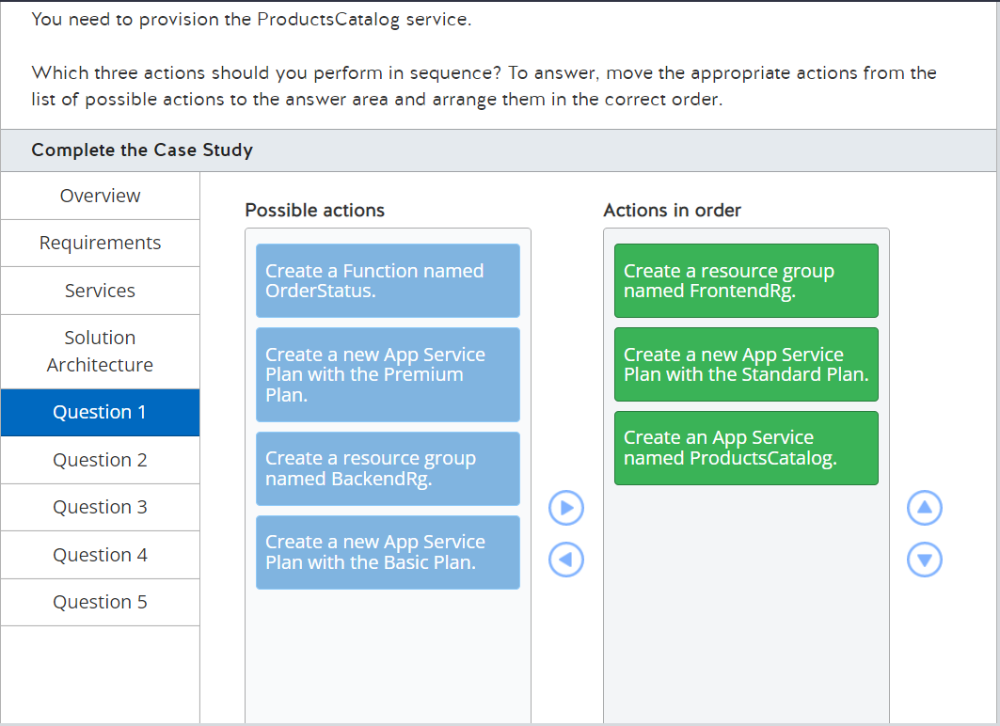 You need to provision the ProductsCatalog service.
Which three actions should you perform in sequence? To answer, move the appropriate actions from the
list of possible actions to the answer area and arrange them in the correct order.
Complete the Case Study
Overview
Requirements
Services
Solution
Architecture
Question 1
Question 2
Question 3
Question 4
Question 5
Possible actions
Create a Function named
OrderStatus.
Create a new App Service
Plan with the Premium
Plan.
Create a resource group
named BackendRg.
Create a new App Service
Plan with the Basic Plan.
Actions in order
Create a resource group
named FrontendRg.
Create a new App Service
Plan with the Standard Plan.
Create an App Service
named ProductsCatalog.